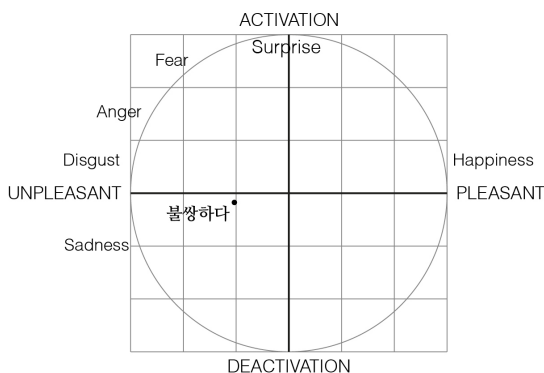 ACTIVATION
Surprise
Fear
Anger
Disgust
Happiness
UNPLEASANT
PLEASANT
불쌍하다
Sadness
DEACTIVATION